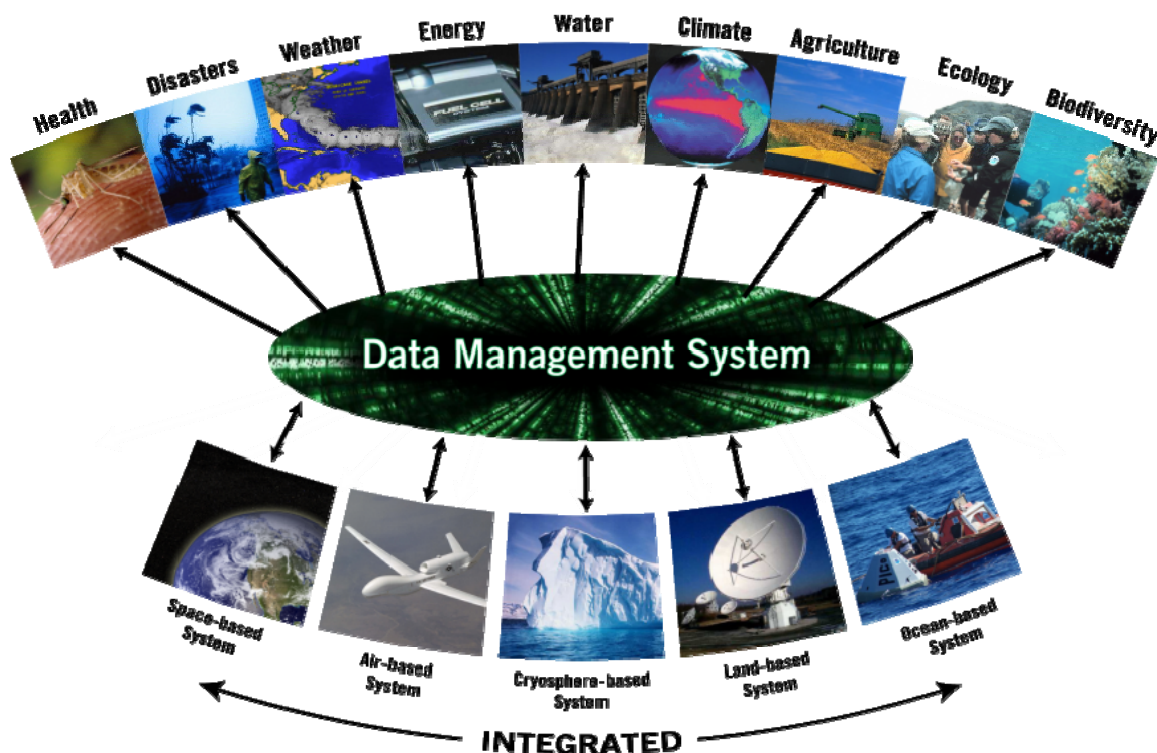 Health
Disasters
Weather
Energy
Water
Climate
Agriculture
Ecology
Biodiversity
FUEL CELL
Data Management System
PICO
Space-based
System
Air-based
System
Cryosphere-based
System
Land-based
System
Ocean-based
System
INTEGRATED